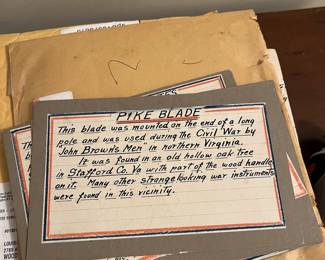 PIKE BLADE
This blade was mounted on the end of a long
pole and was used during the Civil War by
"John Brown's Men" in northern Virginia.
It was found in an old hollow oak tree
in Stafford Co. Va with part of the wood handle
on it. Many other strange looking war instruments
were found in this vicinity.